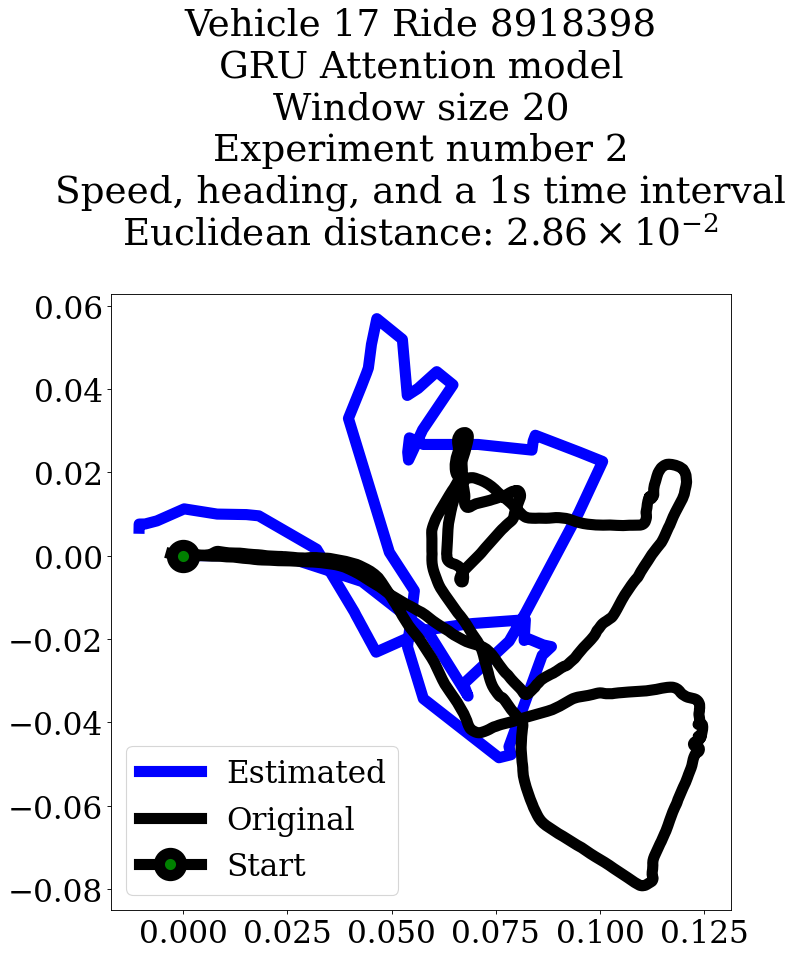 Vehicle 17 Ride 8918398
GRU Attention model
Window size 20
Experiment number 2
Speed, heading, and a 1s time interval
Euclidean distance: 2.86 × 10⁻²
0.06
0.04
0.02
0.00
−0.02
−0.04
−0.06
−0.08
Estimated
Original
Start
0.000 0.025 0.050 0.075 0.100 0.125